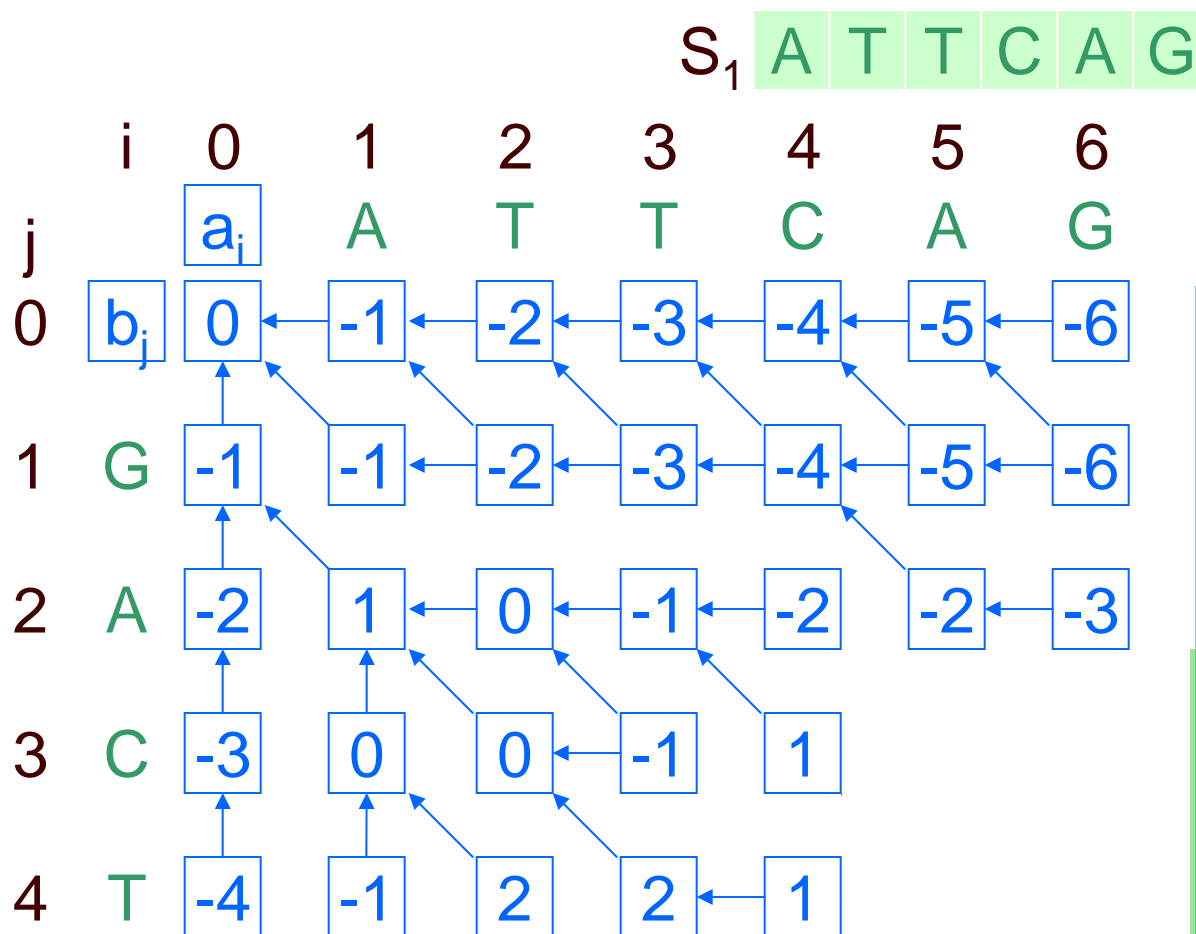 S₁ A T T C A G
i 0 1 2 3 4 5 6
j aᵢ A T T C A G
0 bⱼ 0 -1 -2 -3 -4 -5 -6
1 G -1 -1 -2 -3 -4 -5 -6
2 A -2 1 0 -1 -2 -2 -3
3 C -3 0 0 -1 1
4 T -4 -1 2 2 1